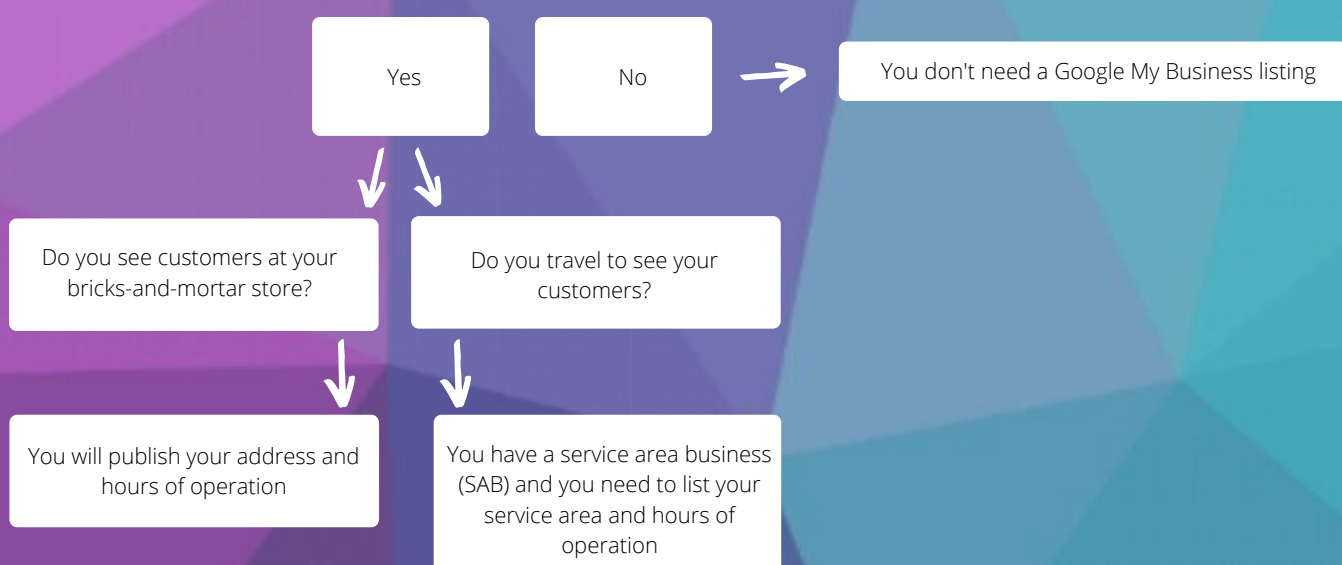 Yes
No
You don't need a Google My Business listing
Do you see customers at your
bricks-and-mortar store?
Do you travel to see your
customers?
You will publish your address and
hours of operation
You have a service area business
(SAB) and you need to list your
service area and hours of
operation